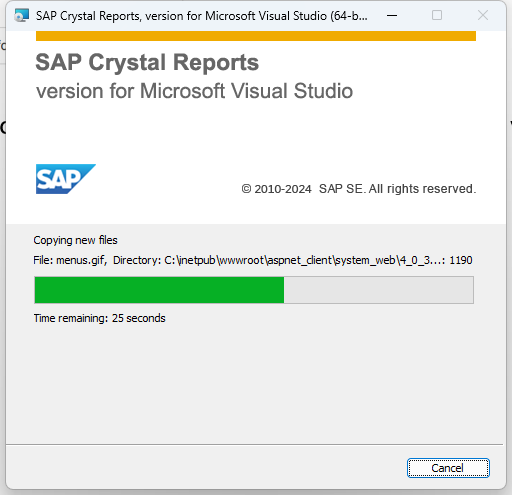 SAP Crystal Reports, version for Microsoft Visual Studio (64-b...
SAP Crystal Reports
version for Microsoft Visual Studio
SAP
© 2010-2024 SAP SE. All rights reserved.
Copying new files
File: menus.gif, Directory: C:\inetpub\wwwroot\aspnet_client\system_web\4_0_3...: 1190
Time remaining: 25 seconds
Cancel